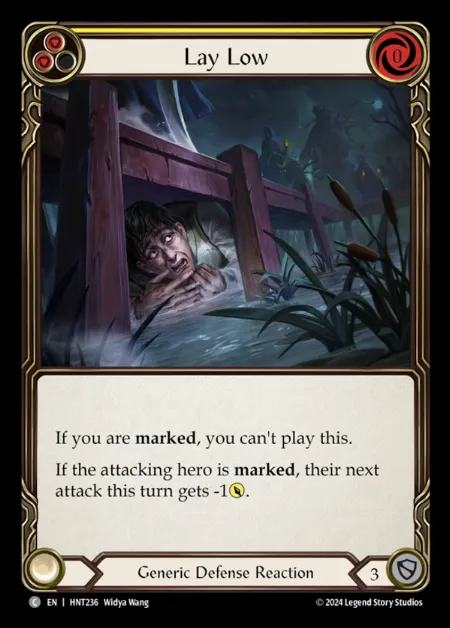 Lay Low
0
If you are marked, you can't play this.
If the attacking hero is marked, their next
attack this turn gets -1.
Generic Defense Reaction
3
C EN | HNT236 Widya Wang
© 2024 Legend Story Studios